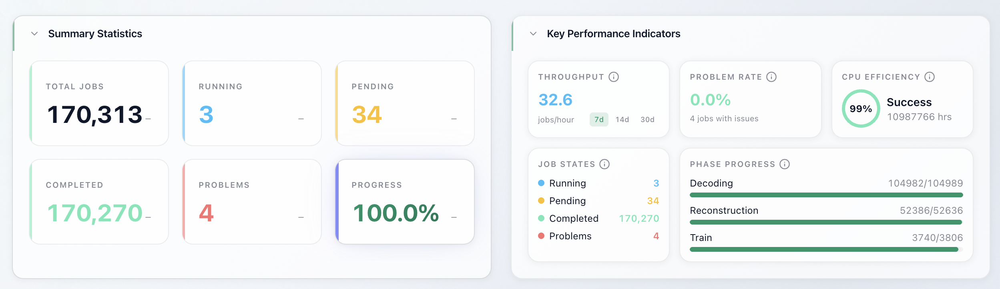 Summary Statistics
TOTAL JOBS
170,313 –
RUNNING
3 –
PENDING
34 –
COMPLETED
170,270 –
PROBLEMS
4 –
PROGRESS
100.0% –
Key Performance Indicators
THROUGHPUT
32.6
jobs/hour 7d 14d 30d
PROBLEM RATE
0.0%
4 jobs with issues
CPU EFFICIENCY
99%
Success
10987766 hrs
JOB STATES
Running 3
Pending 34
Completed 170,270
Problems 4
PHASE PROGRESS
Decoding 104982/104989
Reconstruction 52386/52636
Train 3740/3806